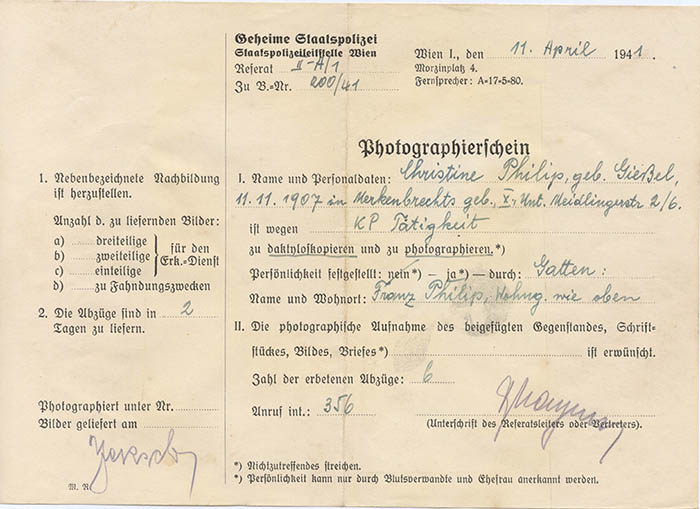 Geheime Staatspolizei
Staatspolizeileitstelle Wien
Referat II-A/1
Zu B.=Nr. 200/41
Wien I., den 11. April 1941.
Morzinplatz 4.
Fernsprecher: A=17=5=80.
Photographierschein
1. Nebenbezeichnete Nachbildung
ist herzustellen.
Anzahl d. zu liefernden Bilder:
a) ..... dreiteilige
b) ..... zweiteilige
c) ..... einteilige
für den
Erk.=Dienst
d) ..... zu Fahndungszwecken
2. Die Abzüge sind in 2
Tagen zu liefern.
Photographiert unter Nr. ..........
Bilder geliefert am ..........
M. R
I. Name und Personaldaten: Christine Philip, geb. Gießel,
11. 11. 1907 in Merkenbrechts geb., X., Unt. Meidlingerstr 2/6.
ist wegen KP Tätigkeit
zu daktyloskopieren und zu photographieren.*)
Persönlichkeit festgestellt: nein*) – ja*) – durch: Gatten:
Name und Wohnort: Franz Philip, Wohng. wie oben
II. Die photographische Aufnahme des beigefügten Gegenstandes, Schrift=
stückes, Bildes, Briefes*) .......... ist erwünscht.
Zahl der erbetenen Abzüge: 6
Anruf int.: 356
(Unterschrift des Referatsleiters oder Vertreters).
*) Nichtzutreffendes streichen.
*) Persönlichkeit kann nur durch Blutsverwandte und Ehefrau anerkannt werden.